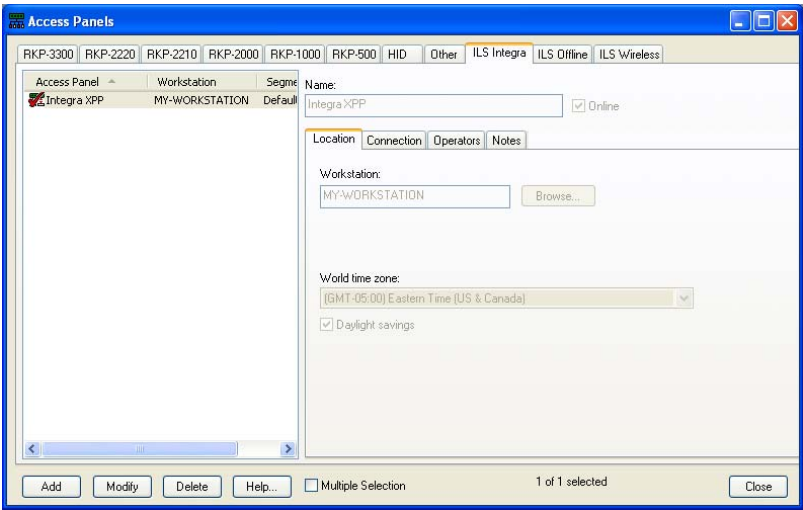 Access Panels
RKP-3300 RKP-2220 RKP-2210 RKP-2000 RKP-1000 RKP-500 HID Other ILS Integra ILS Offline ILS Wireless
Access Panel Workstation Segme
Integra XPP MY-WORKSTATION Default
Name:
Integra XPP Online
Location Connection Operators Notes
Workstation:
MY-WORKSTATION Browse...
World time zone:
(GMT-05:00) Eastern Time (US & Canada)
Daylight savings
Add Modify Delete Help... Multiple Selection 1 of 1 selected Close